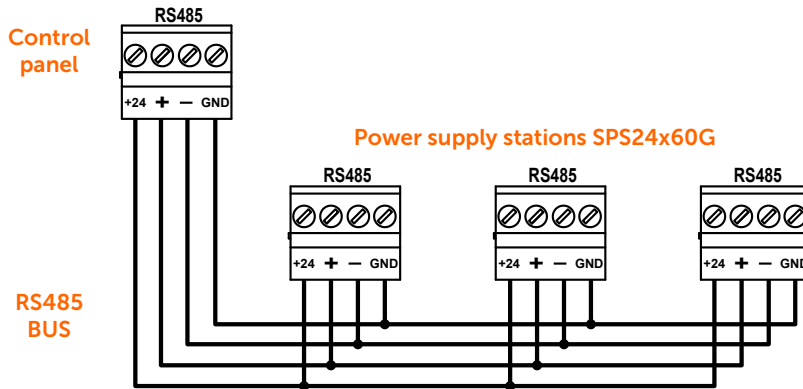 RS485
Control
panel
+24 + − GND
Power supply stations SPS24x60G
RS485 RS485 RS485
+24 + − GND +24 + − GND +24 + − GND
RS485
BUS